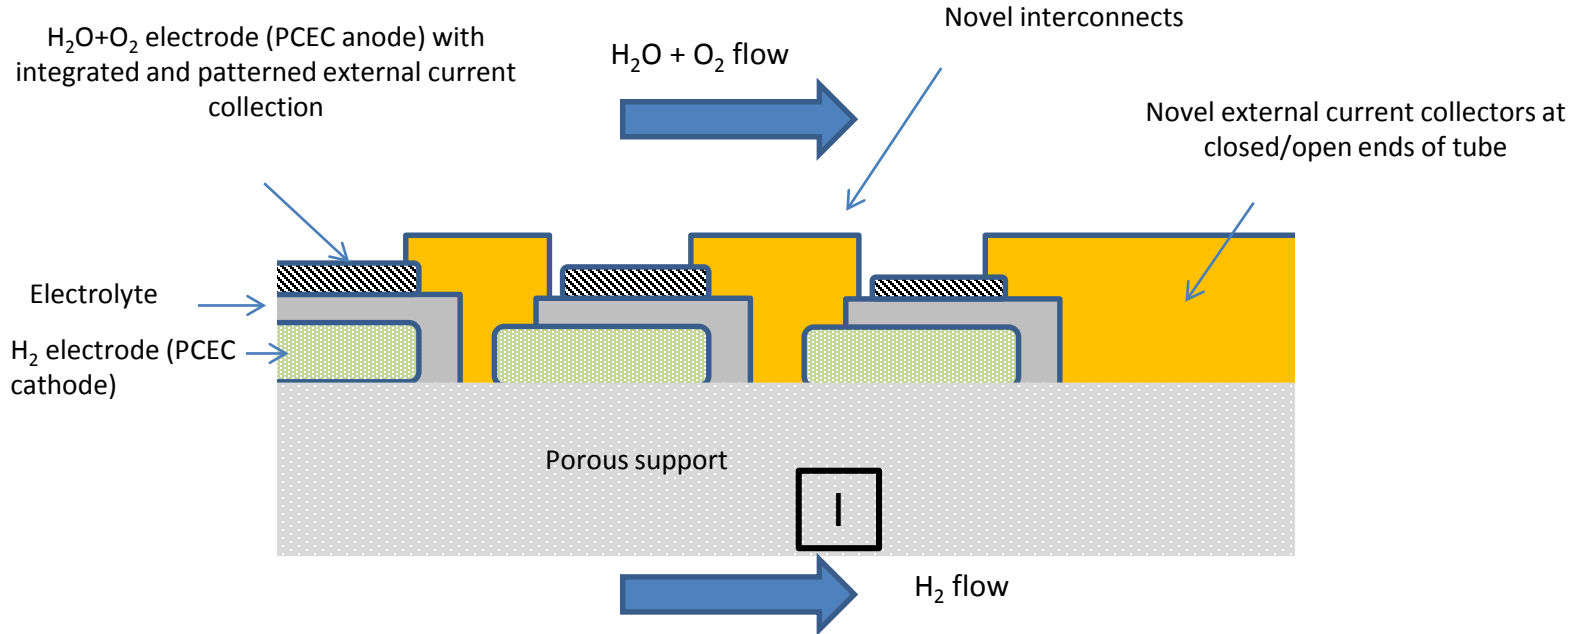 H₂O+O₂ electrode (PCEC anode) with
integrated and patterned external current
collection
H₂O + O₂ flow
Novel interconnects
Novel external current collectors at
closed/open ends of tube
Electrolyte
H₂ electrode (PCEC
cathode)
Porous support
I
H₂ flow